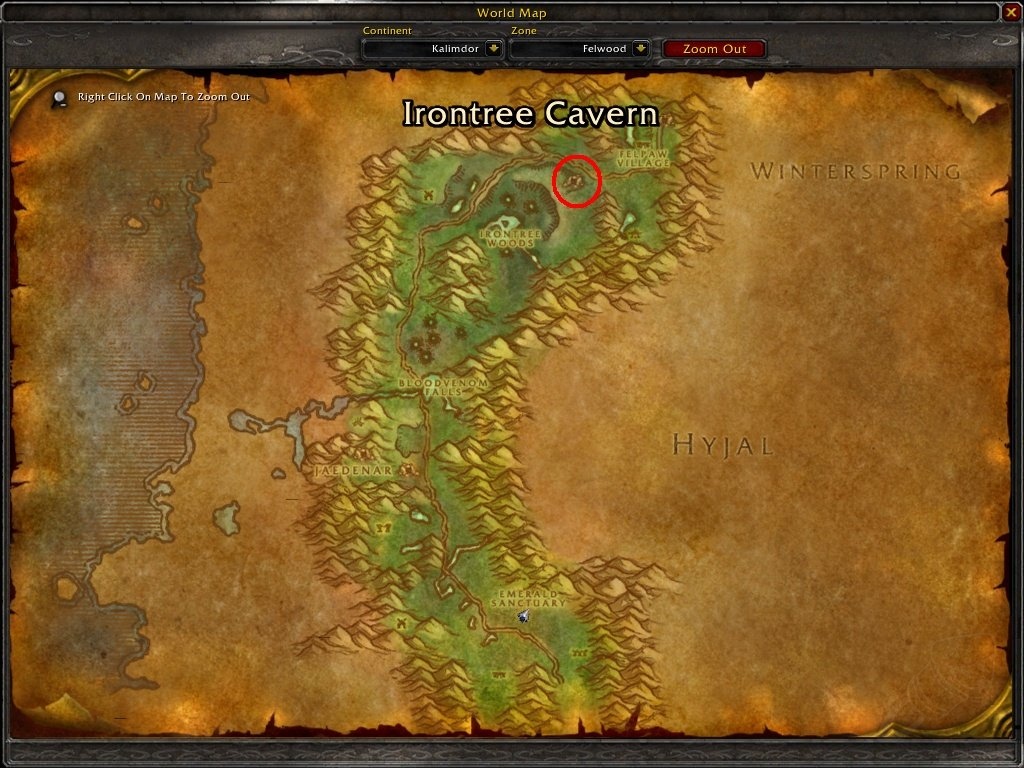 World Map
Continent
Zone
Kalimdor
Felwood
Zoom Out
Right Click On Map To Zoom Out
Irontree Cavern
FELPAW
VILLAGE
WINTERSPRING
IRONTREE
WOODS
BLOODVENOM
FALLS
HYJAL
JAEDENAR
EMERALD
SANCTUARY